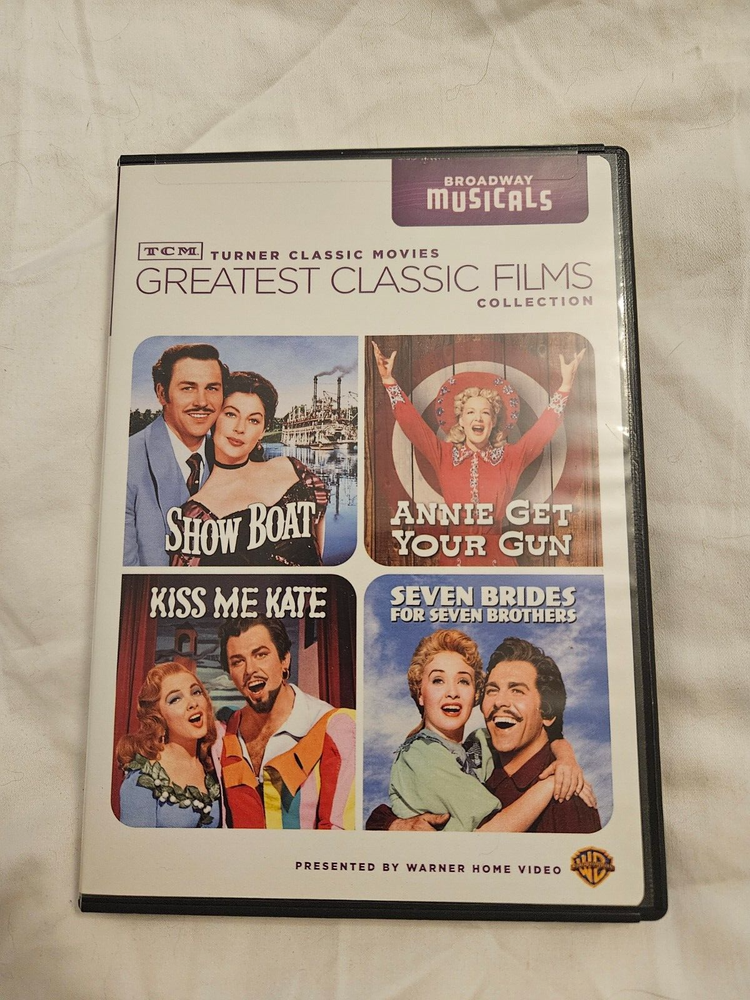 BROADWAY
MUSICALS
TCM TURNER CLASSIC MOVIES
GREATEST CLASSIC FILMS
COLLECTION
SHOW BOAT
ANNIE GET
YOUR GUN
KISS ME KATE
SEVEN BRIDES
FOR SEVEN BROTHERS
PRESENTED BY WARNER HOME VIDEO
WB